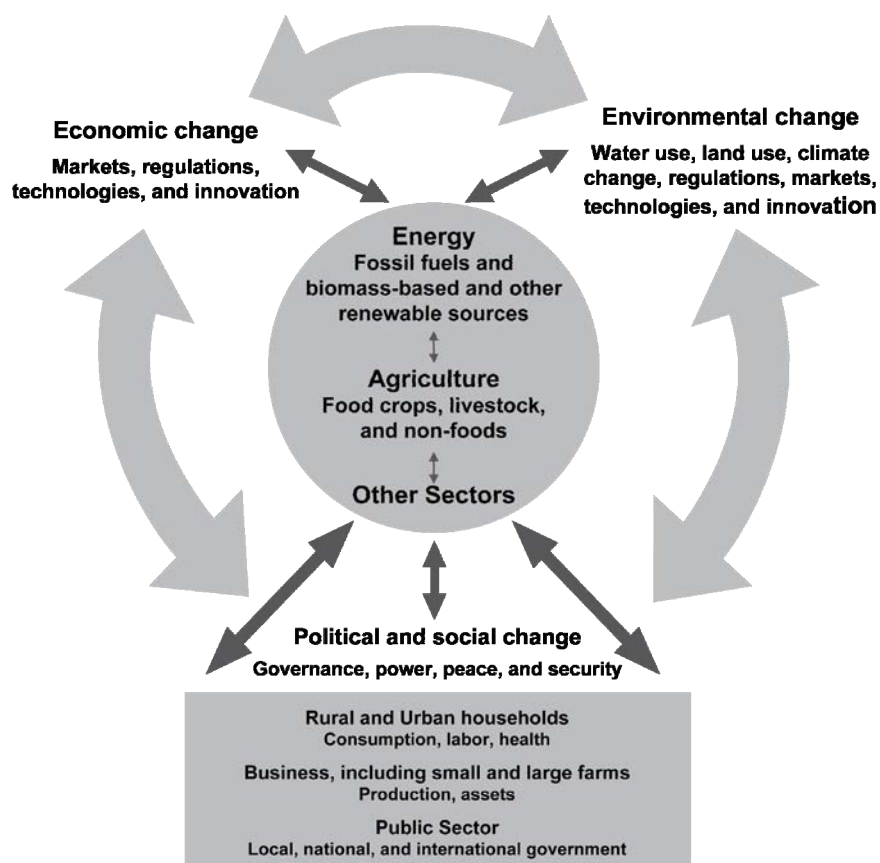 Economic change
Markets, regulations,
technologies, and innovation
Environmental change
Water use, land use, climate
change, regulations, markets,
technologies, and innovation
Energy
Fossil fuels and
biomass-based and other
renewable sources
Agriculture
Food crops, livestock,
and non-foods
Other Sectors
Political and social change
Governance, power, peace, and security
Rural and Urban households
Consumption, labor, health
Business, including small and large farms
Production, assets
Public Sector
Local, national, and international government